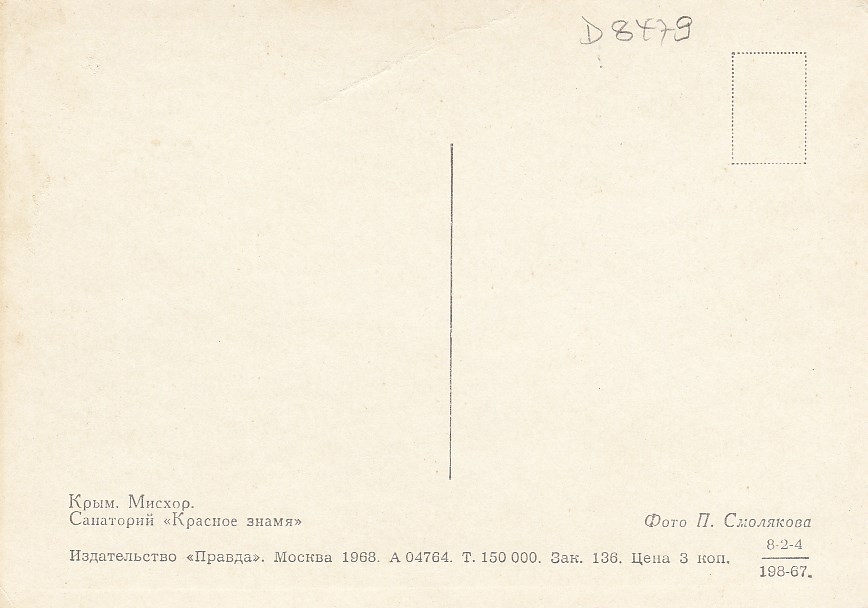 D 8479
Крым. Мисхор.
Санаторий «Красное знамя»
Фото П. Смолякова
Издательство «Правда». Москва 1968. А 04764. Т. 150 000. Зак. 136. Цена 3 коп.
8-2-4
198-67.